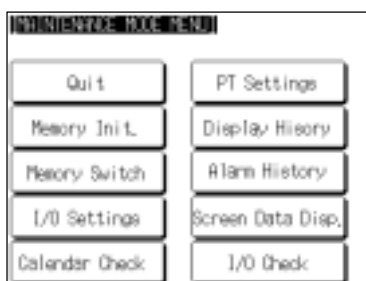 [MAINTENANCE MODE MENU]
Quit PT Settings
Memory Init. Display Hisory
Memory Switch Alarm History
I/O Settings Screen Data Disp.
Calendar Check I/O Check